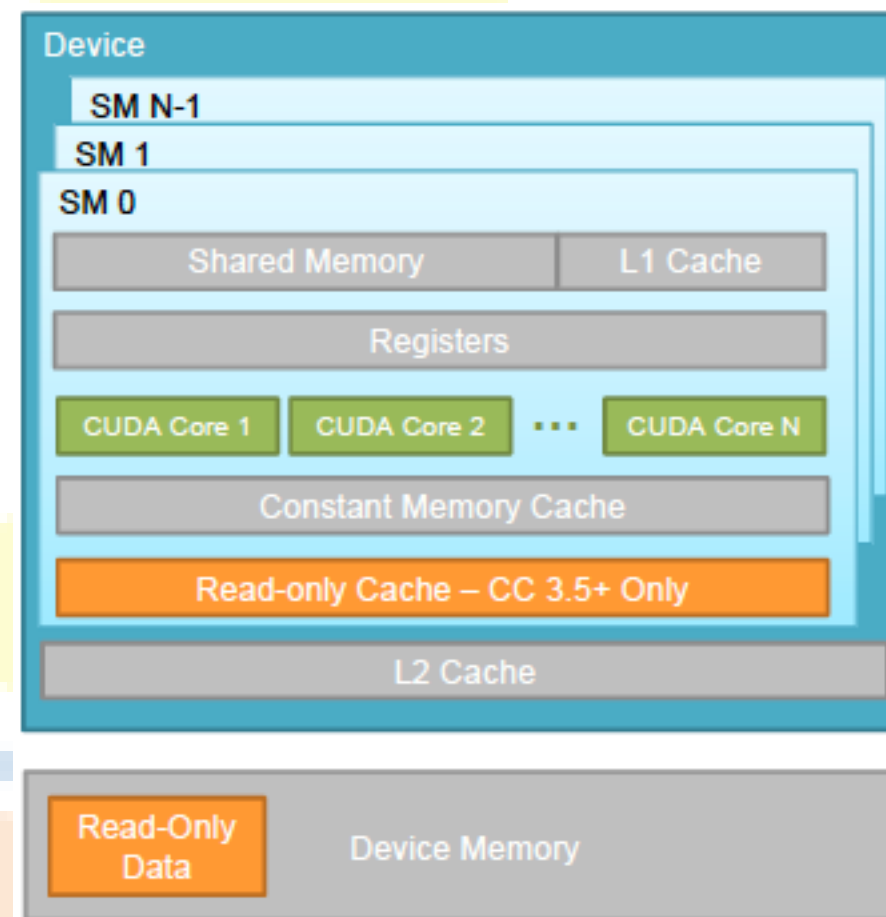 Device
SM N-1
SM 1
SM 0
Shared Memory
L1 Cache
Registers
CUDA Core 1
CUDA Core 2
...
CUDA Core N
Constant Memory Cache
Read-only Cache – CC 3.5+ Only
L2 Cache
Read-Only
Data
Device Memory